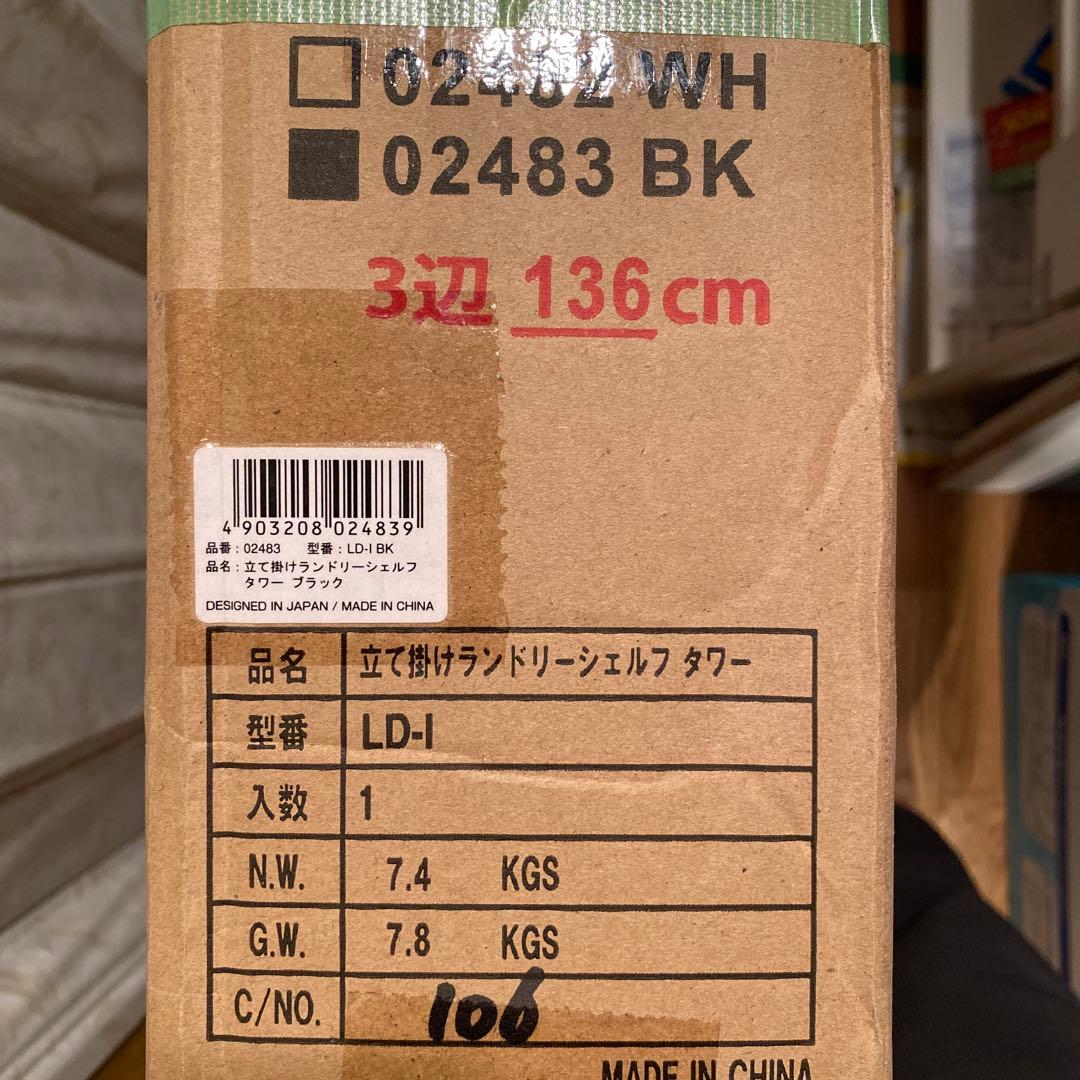 02482 WH
02483 BK
3辺 136cm
4 903208 024839
品番:02483 型番:LD-I BK
品名:立て掛けランドリーシェルフ
タワー ブラック
DESIGNED IN JAPAN / MADE IN CHINA
品名 立て掛けランドリーシェルフ タワー
型番 LD-I
入数 1
N.W. 7.4 KGS
G.W. 7.8 KGS
C/NO. 106
MADE IN CHINA